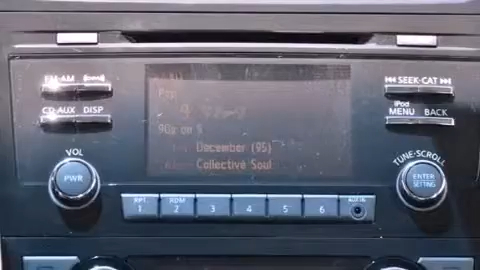 FM·AM
SEEK·CAT
CD·AUX DISP
iPod
MENU BACK
90s on 9
December (95)
Collective Soul
VOL
PWR
TUNE·SCROLL
ENTER
SETTING
RPT
1
RDM
2
3
4
5
6
AUX IN